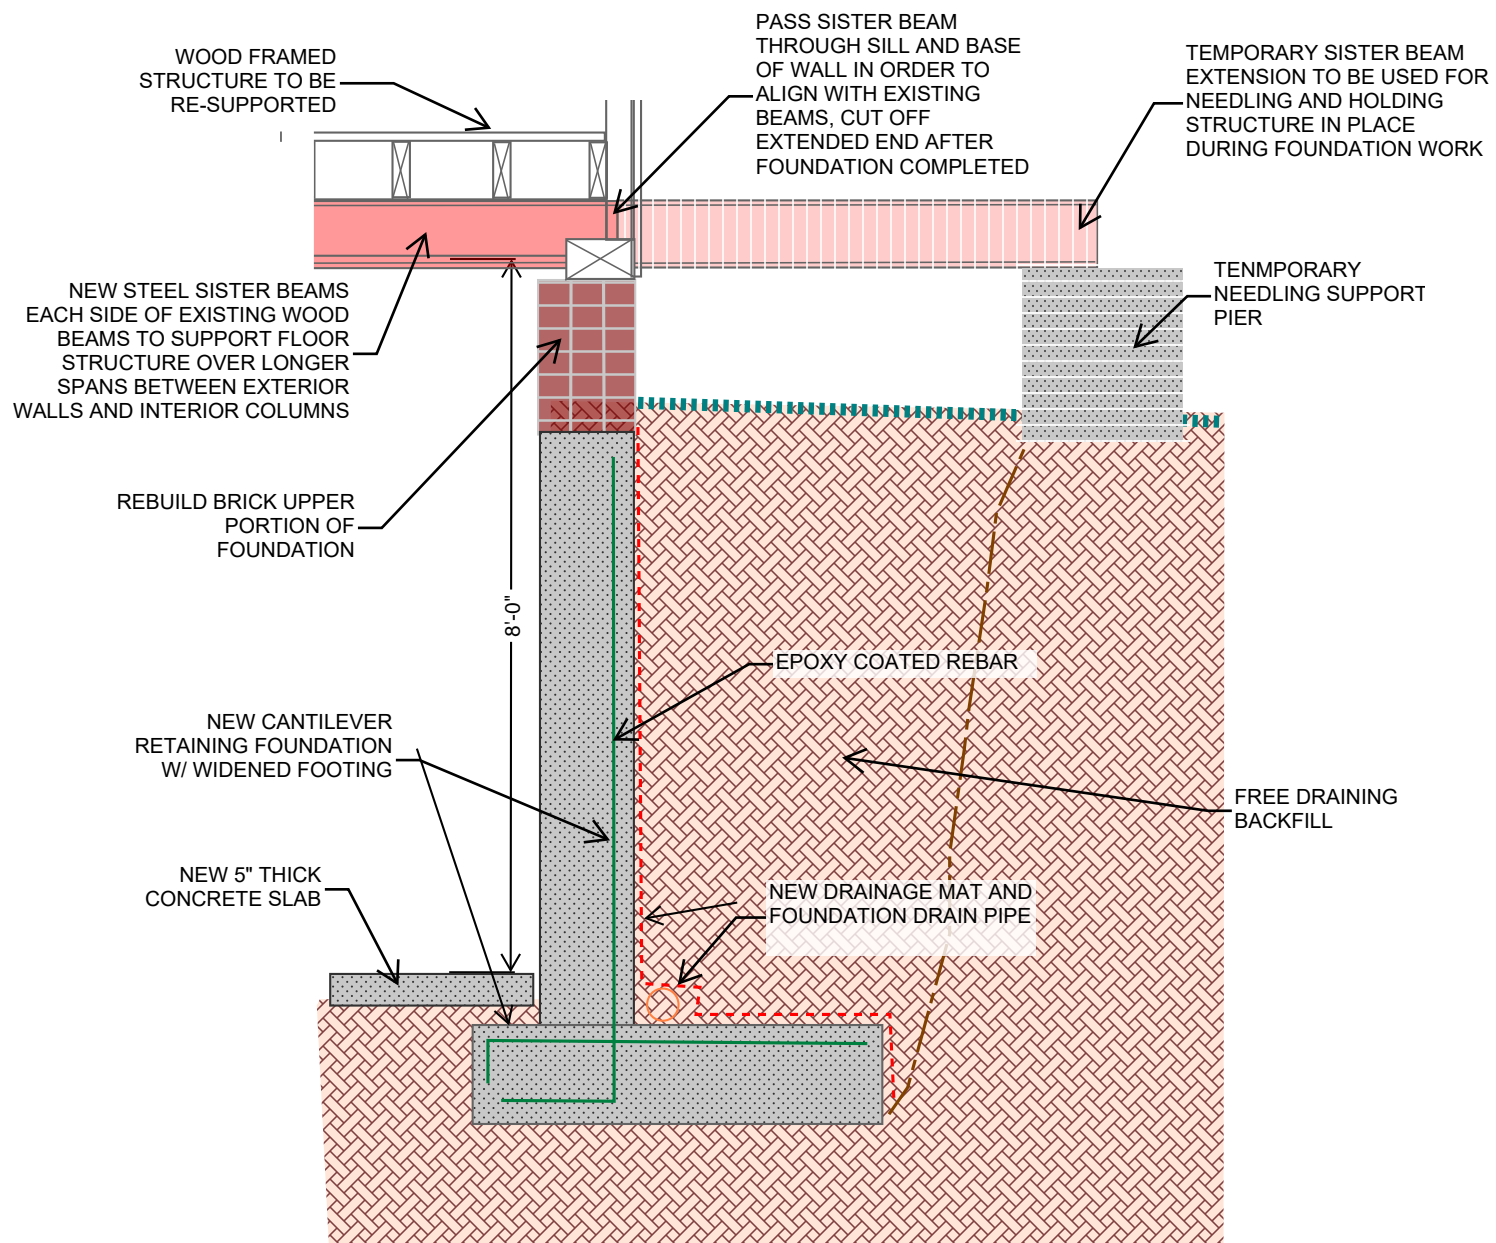 PASS SISTER BEAM
THROUGH SILL AND BASE
OF WALL IN ORDER TO
ALIGN WITH EXISTING
BEAMS, CUT OFF
EXTENDED END AFTER
FOUNDATION COMPLETED
WOOD FRAMED
STRUCTURE TO BE
RE-SUPPORTED
TEMPORARY SISTER BEAM
EXTENSION TO BE USED FOR
NEEDLING AND HOLDING
STRUCTURE IN PLACE
DURING FOUNDATION WORK
TENMPORARY
NEEDLING SUPPORT
PIER
NEW STEEL SISTER BEAMS
EACH SIDE OF EXISTING WOOD
BEAMS TO SUPPORT FLOOR
STRUCTURE OVER LONGER
SPANS BETWEEN EXTERIOR
WALLS AND INTERIOR COLUMNS
REBUILD BRICK UPPER
PORTION OF
FOUNDATION
8'-0"
EPOXY COATED REBAR
NEW CANTILEVER
RETAINING FOUNDATION
W/ WIDENED FOOTING
FREE DRAINING
BACKFILL
NEW 5" THICK
CONCRETE SLAB
NEW DRAINAGE MAT AND
FOUNDATION DRAIN PIPE